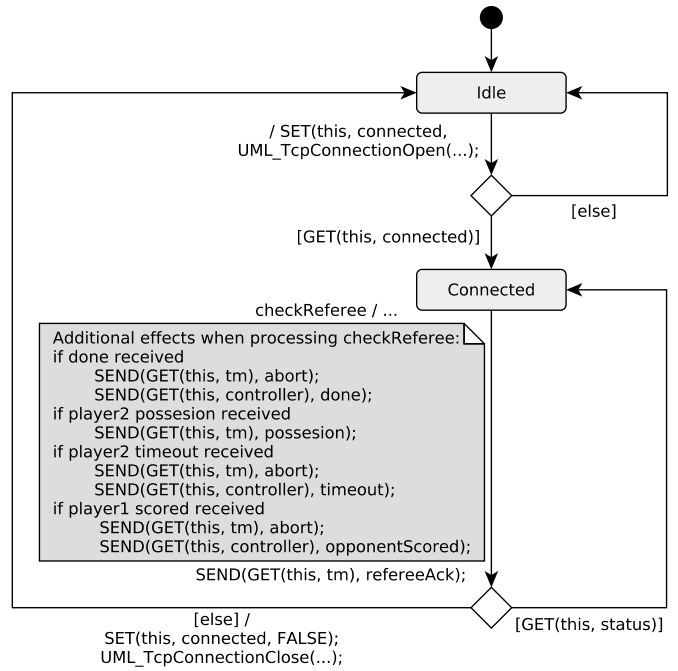 Idle
/ SET(this, connected,
UML_TcpConnectionOpen(...);
[else]
[GET(this, connected)]
Connected
checkReferee / ...
Additional effects when processing checkReferee:
if done received
SEND(GET(this, tm), abort);
SEND(GET(this, controller), done);
if player2 possesion received
SEND(GET(this, tm), possesion);
if player2 timeout received
SEND(GET(this, tm), abort);
SEND(GET(this, controller), timeout);
if player1 scored received
SEND(GET(this, tm), abort);
SEND(GET(this, controller), opponentScored);
SEND(GET(this, tm), refereeAck);
[else] /
SET(this, connected, FALSE);
UML_TcpConnectionClose(...);
[GET(this, status)]